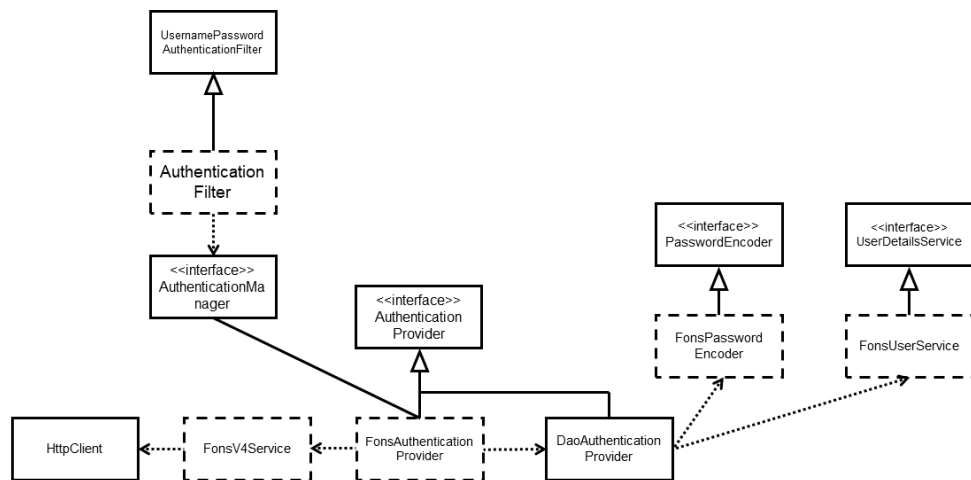 UsernamePassword
AuthenticationFilter
Authentication
Filter
<<interface>>
PasswordEncoder
<<interface>>
UserDetailsService
<<interface>>
AuthenticationMa
nager
<<interface>>
Authentication
Provider
FonsPassword
Encoder
FonsUserService
HttpClient
FonsV4Service
FonsAuthentication
Provider
DaoAuthentication
Provider